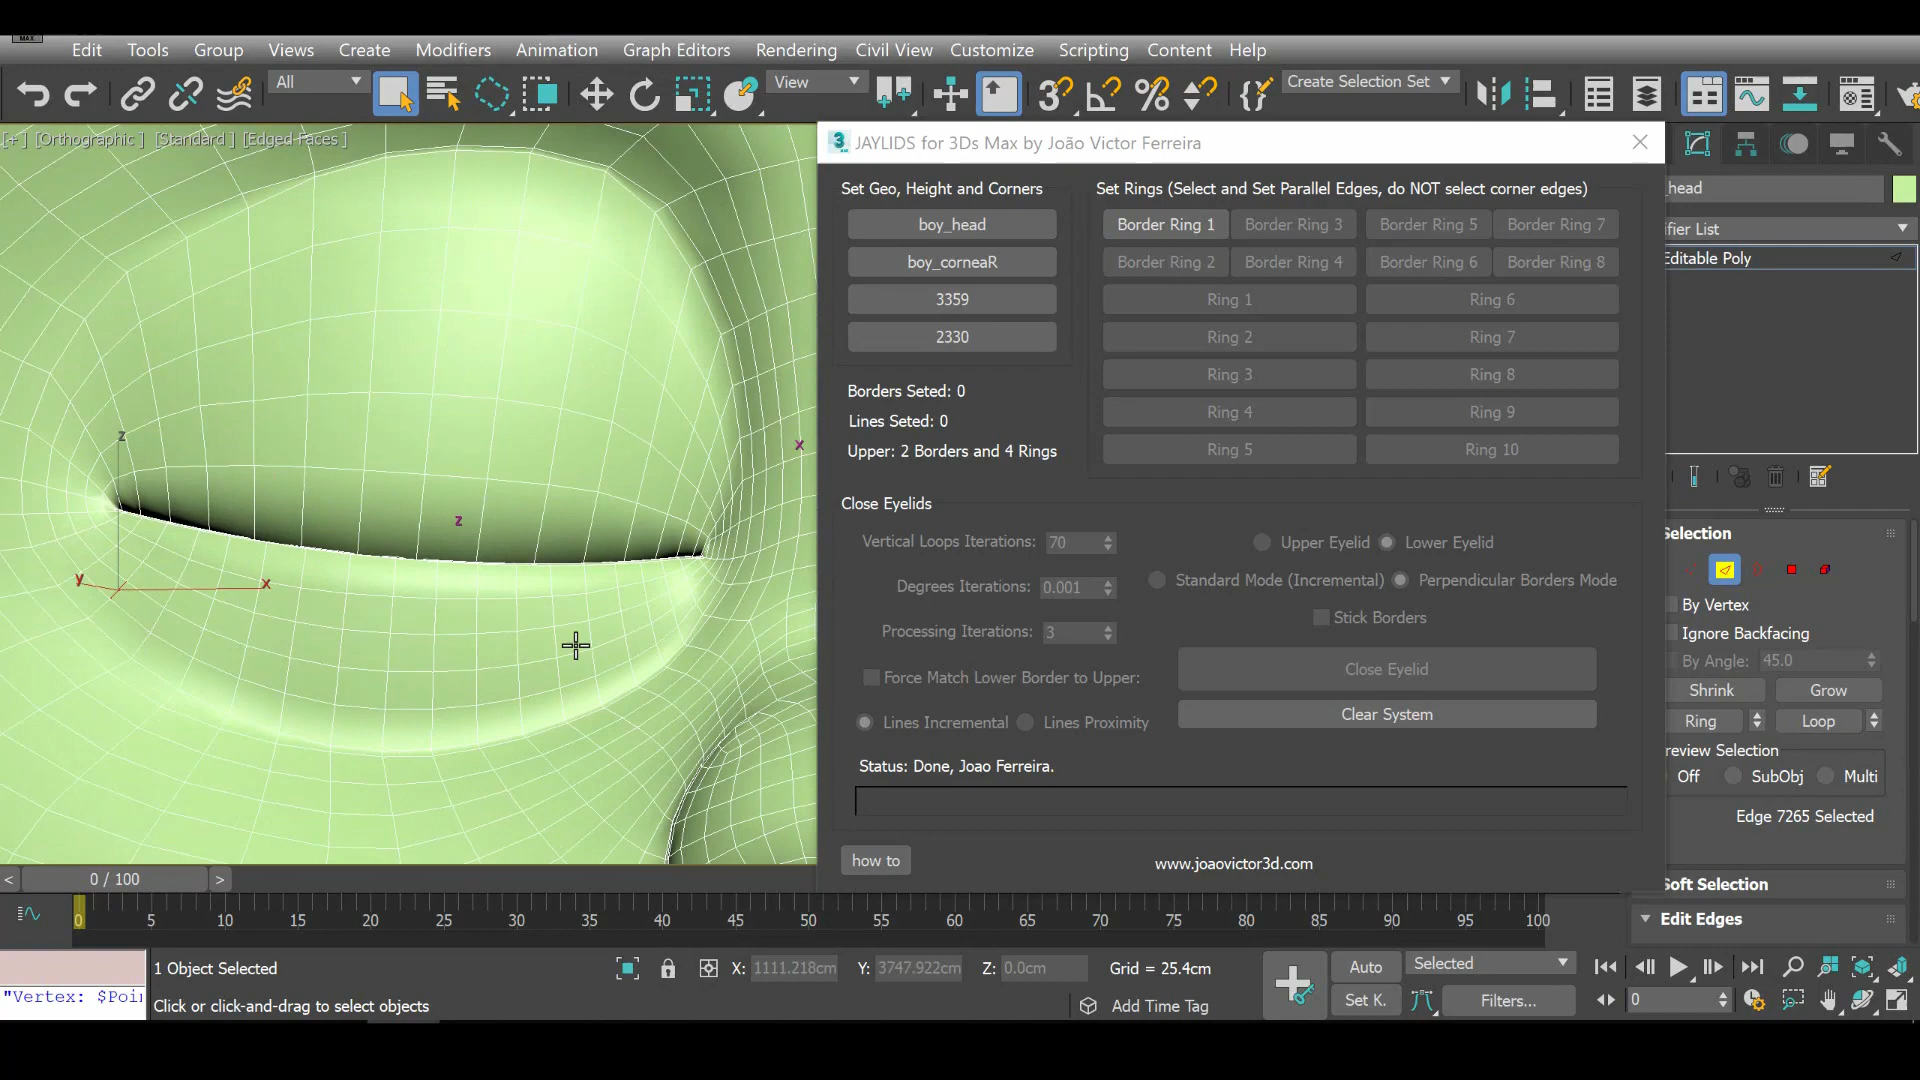 MAX
Edit Tools Group Views Create Modifiers Animation Graph Editors Rendering Civil View Customize Scripting Content Help
All View Create Selection Set
[+] [Orthographic ] [Standard ] [Edged Faces ]
JAYLIDS for 3Ds Max by João Victor Ferreira
head
Set Geo, Height and Corners
boy_head
boy_corneaR
3359
2330
Borders Seted: 0
Lines Seted: 0
Upper: 2 Borders and 4 Rings
Set Rings (Select and Set Parallel Edges, do NOT select corner edges)
Border Ring 1 Border Ring 3 Border Ring 5 Border Ring 7
Border Ring 2 Border Ring 4 Border Ring 6 Border Ring 8
Ring 1 Ring 6
Ring 2 Ring 7
Ring 3 Ring 8
Ring 4 Ring 9
Ring 5 Ring 10
Close Eyelids
Vertical Loops Iterations: 70
Degrees Iterations: 0.001
Processing Iterations: 3
Force Match Lower Border to Upper:
Lines Incremental Lines Proximity
Upper Eyelid Lower Eyelid
Standard Mode (Incremental) Perpendicular Borders Mode
Stick Borders
Close Eyelid
Clear System
Status: Done, Joao Ferreira.
how to
www.joaovictor3d.com
z
x
z
y
x
ifier List
Editable Poly
Selection
By Vertex
Ignore Backfacing
By Angle: 45.0
Shrink Grow
Ring Loop
review Selection
Off SubObj Multi
Edge 7265 Selected
Soft Selection
Edit Edges
< 0 / 100 >
0 5 10 15 20 25 30 35 40 45 50 55 60 65 70 75 80 85 90 95 100
1 Object Selected
X: 1111.218cm Y: 3747.922cm Z: 0.0cm Grid = 25.4cm
Auto Selected
"Vertex: $Poi
Click or click-and-drag to select objects
Add Time Tag
Set K. Filters... 0